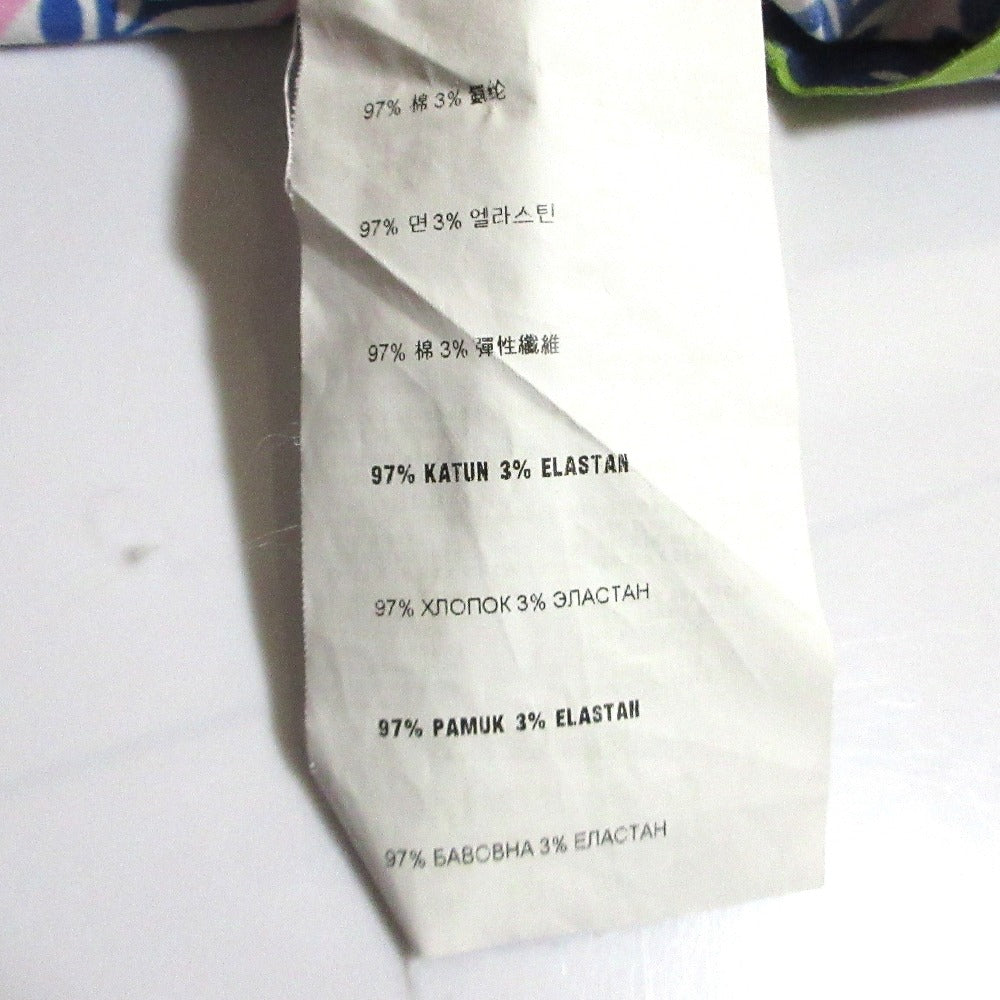 97% 棉 3% 氨纶
97% 면 3% 엘라스틴
97% 棉 3% 彈性纖維
97% KATUN 3% ELASTAN
97% ХЛОПОК 3% ЭЛАСТАН
97% PAMUK 3% ELASTAN
97% БАВОВНА 3% ЕЛАСТАН